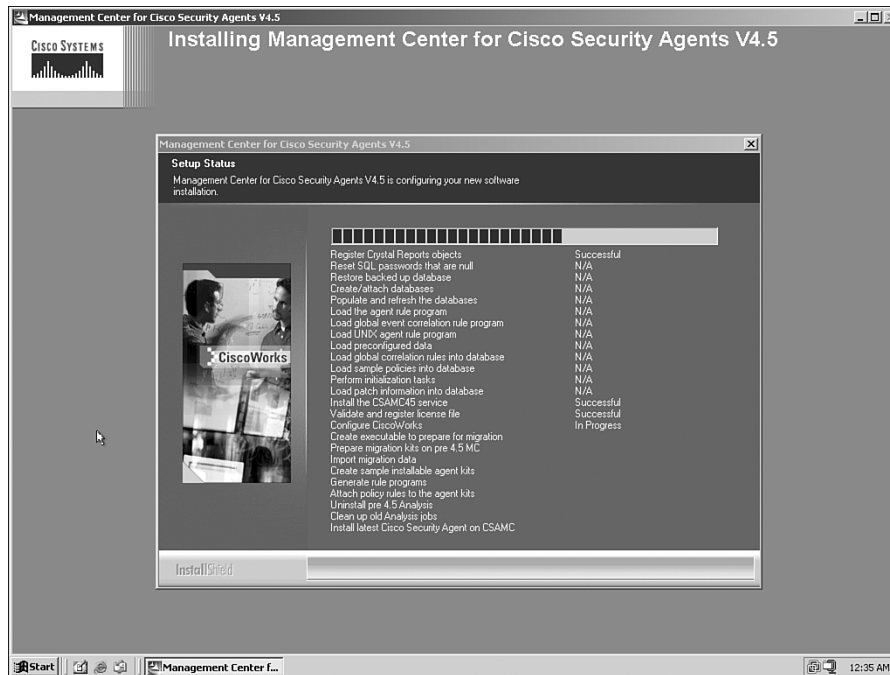 Management Center for Cisco Security Agents V4.5
CISCO SYSTEMS
Installing Management Center for Cisco Security Agents V4.5
Management Center for Cisco Security Agents V4.5
Setup Status
Management Center for Cisco Security Agents V4.5 is configuring your new software
installation.
Register Crystal Reports objects Successful
Reset SQL passwords that are null N/A
Restore backed up database N/A
Create/attach databases N/A
Populate and refresh the databases N/A
Load the agent rule program N/A
Load global event correlation rule program N/A
Load UNIX agent rule program N/A
Load preconfigured data N/A
Load global correlation rules into database N/A
Load sample policies into database N/A
Perform initialization tasks N/A
Load patch information into database N/A
Install the CSAMC45 service Successful
Validate and register license file Successful
Configure CiscoWorks In Progress
Create executable to prepare for migration
Prepare migration kits on pre 4.5 MC
Import migration data
Create sample installable agent kits
Generate rule programs
Attach policy rules to the agent kits
Uninstall pre 4.5 Analysis
Clean up old Analysis jobs
Install latest Cisco Security Agent on CSAMC
CiscoWorks
InstallShield
Start
Management Center f...
12:35 AM